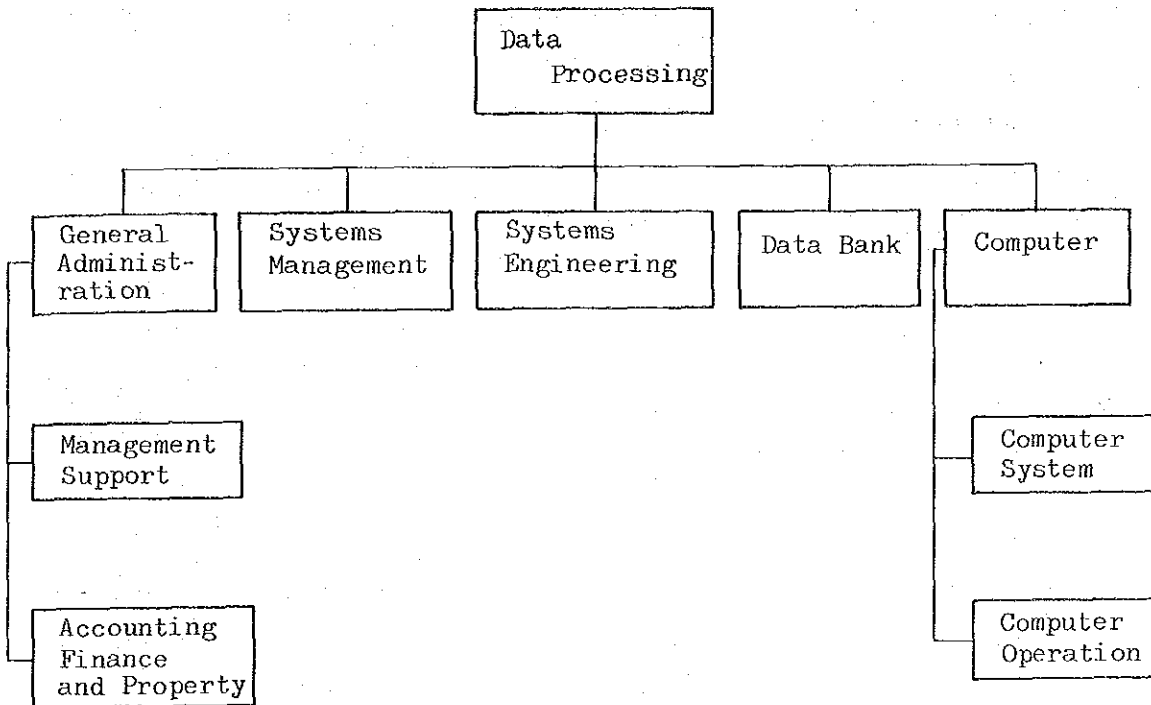 Data
Processing
General
Administ-
ration
Systems
Management
Systems
Engineering
Data Bank
Computer
Management
Support
Computer
System
Accounting
Finance
and Property
Computer
Operation